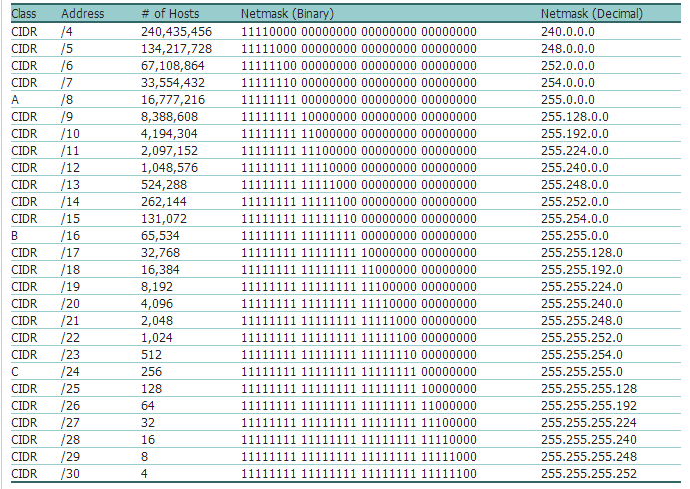 Class Address # of Hosts Netmask (Binary) Netmask (Decimal)
CIDR /4 240,435,456 11110000 00000000 00000000 00000000 240.0.0.0
CIDR /5 134,217,728 11111000 00000000 00000000 00000000 248.0.0.0
CIDR /6 67,108,864 11111100 00000000 00000000 00000000 252.0.0.0
CIDR /7 33,554,432 11111110 00000000 00000000 00000000 254.0.0.0
A /8 16,777,216 11111111 00000000 00000000 00000000 255.0.0.0
CIDR /9 8,388,608 11111111 10000000 00000000 00000000 255.128.0.0
CIDR /10 4,194,304 11111111 11000000 00000000 00000000 255.192.0.0
CIDR /11 2,097,152 11111111 11100000 00000000 00000000 255.224.0.0
CIDR /12 1,048,576 11111111 11110000 00000000 00000000 255.240.0.0
CIDR /13 524,288 11111111 11111000 00000000 00000000 255.248.0.0
CIDR /14 262,144 11111111 11111100 00000000 00000000 255.252.0.0
CIDR /15 131,072 11111111 11111110 00000000 00000000 255.254.0.0
B /16 65,534 11111111 11111111 00000000 00000000 255.255.0.0
CIDR /17 32,768 11111111 11111111 10000000 00000000 255.255.128.0
CIDR /18 16,384 11111111 11111111 11000000 00000000 255.255.192.0
CIDR /19 8,192 11111111 11111111 11100000 00000000 255.255.224.0
CIDR /20 4,096 11111111 11111111 11110000 00000000 255.255.240.0
CIDR /21 2,048 11111111 11111111 11111000 00000000 255.255.248.0
CIDR /22 1,024 11111111 11111111 11111100 00000000 255.255.252.0
CIDR /23 512 11111111 11111111 11111110 00000000 255.255.254.0
C /24 256 11111111 11111111 11111111 00000000 255.255.255.0
CIDR /25 128 11111111 11111111 11111111 10000000 255.255.255.128
CIDR /26 64 11111111 11111111 11111111 11000000 255.255.255.192
CIDR /27 32 11111111 11111111 11111111 11100000 255.255.255.224
CIDR /28 16 11111111 11111111 11111111 11110000 255.255.255.240
CIDR /29 8 11111111 11111111 11111111 11111000 255.255.255.248
CIDR /30 4 11111111 11111111 11111111 11111100 255.255.255.252